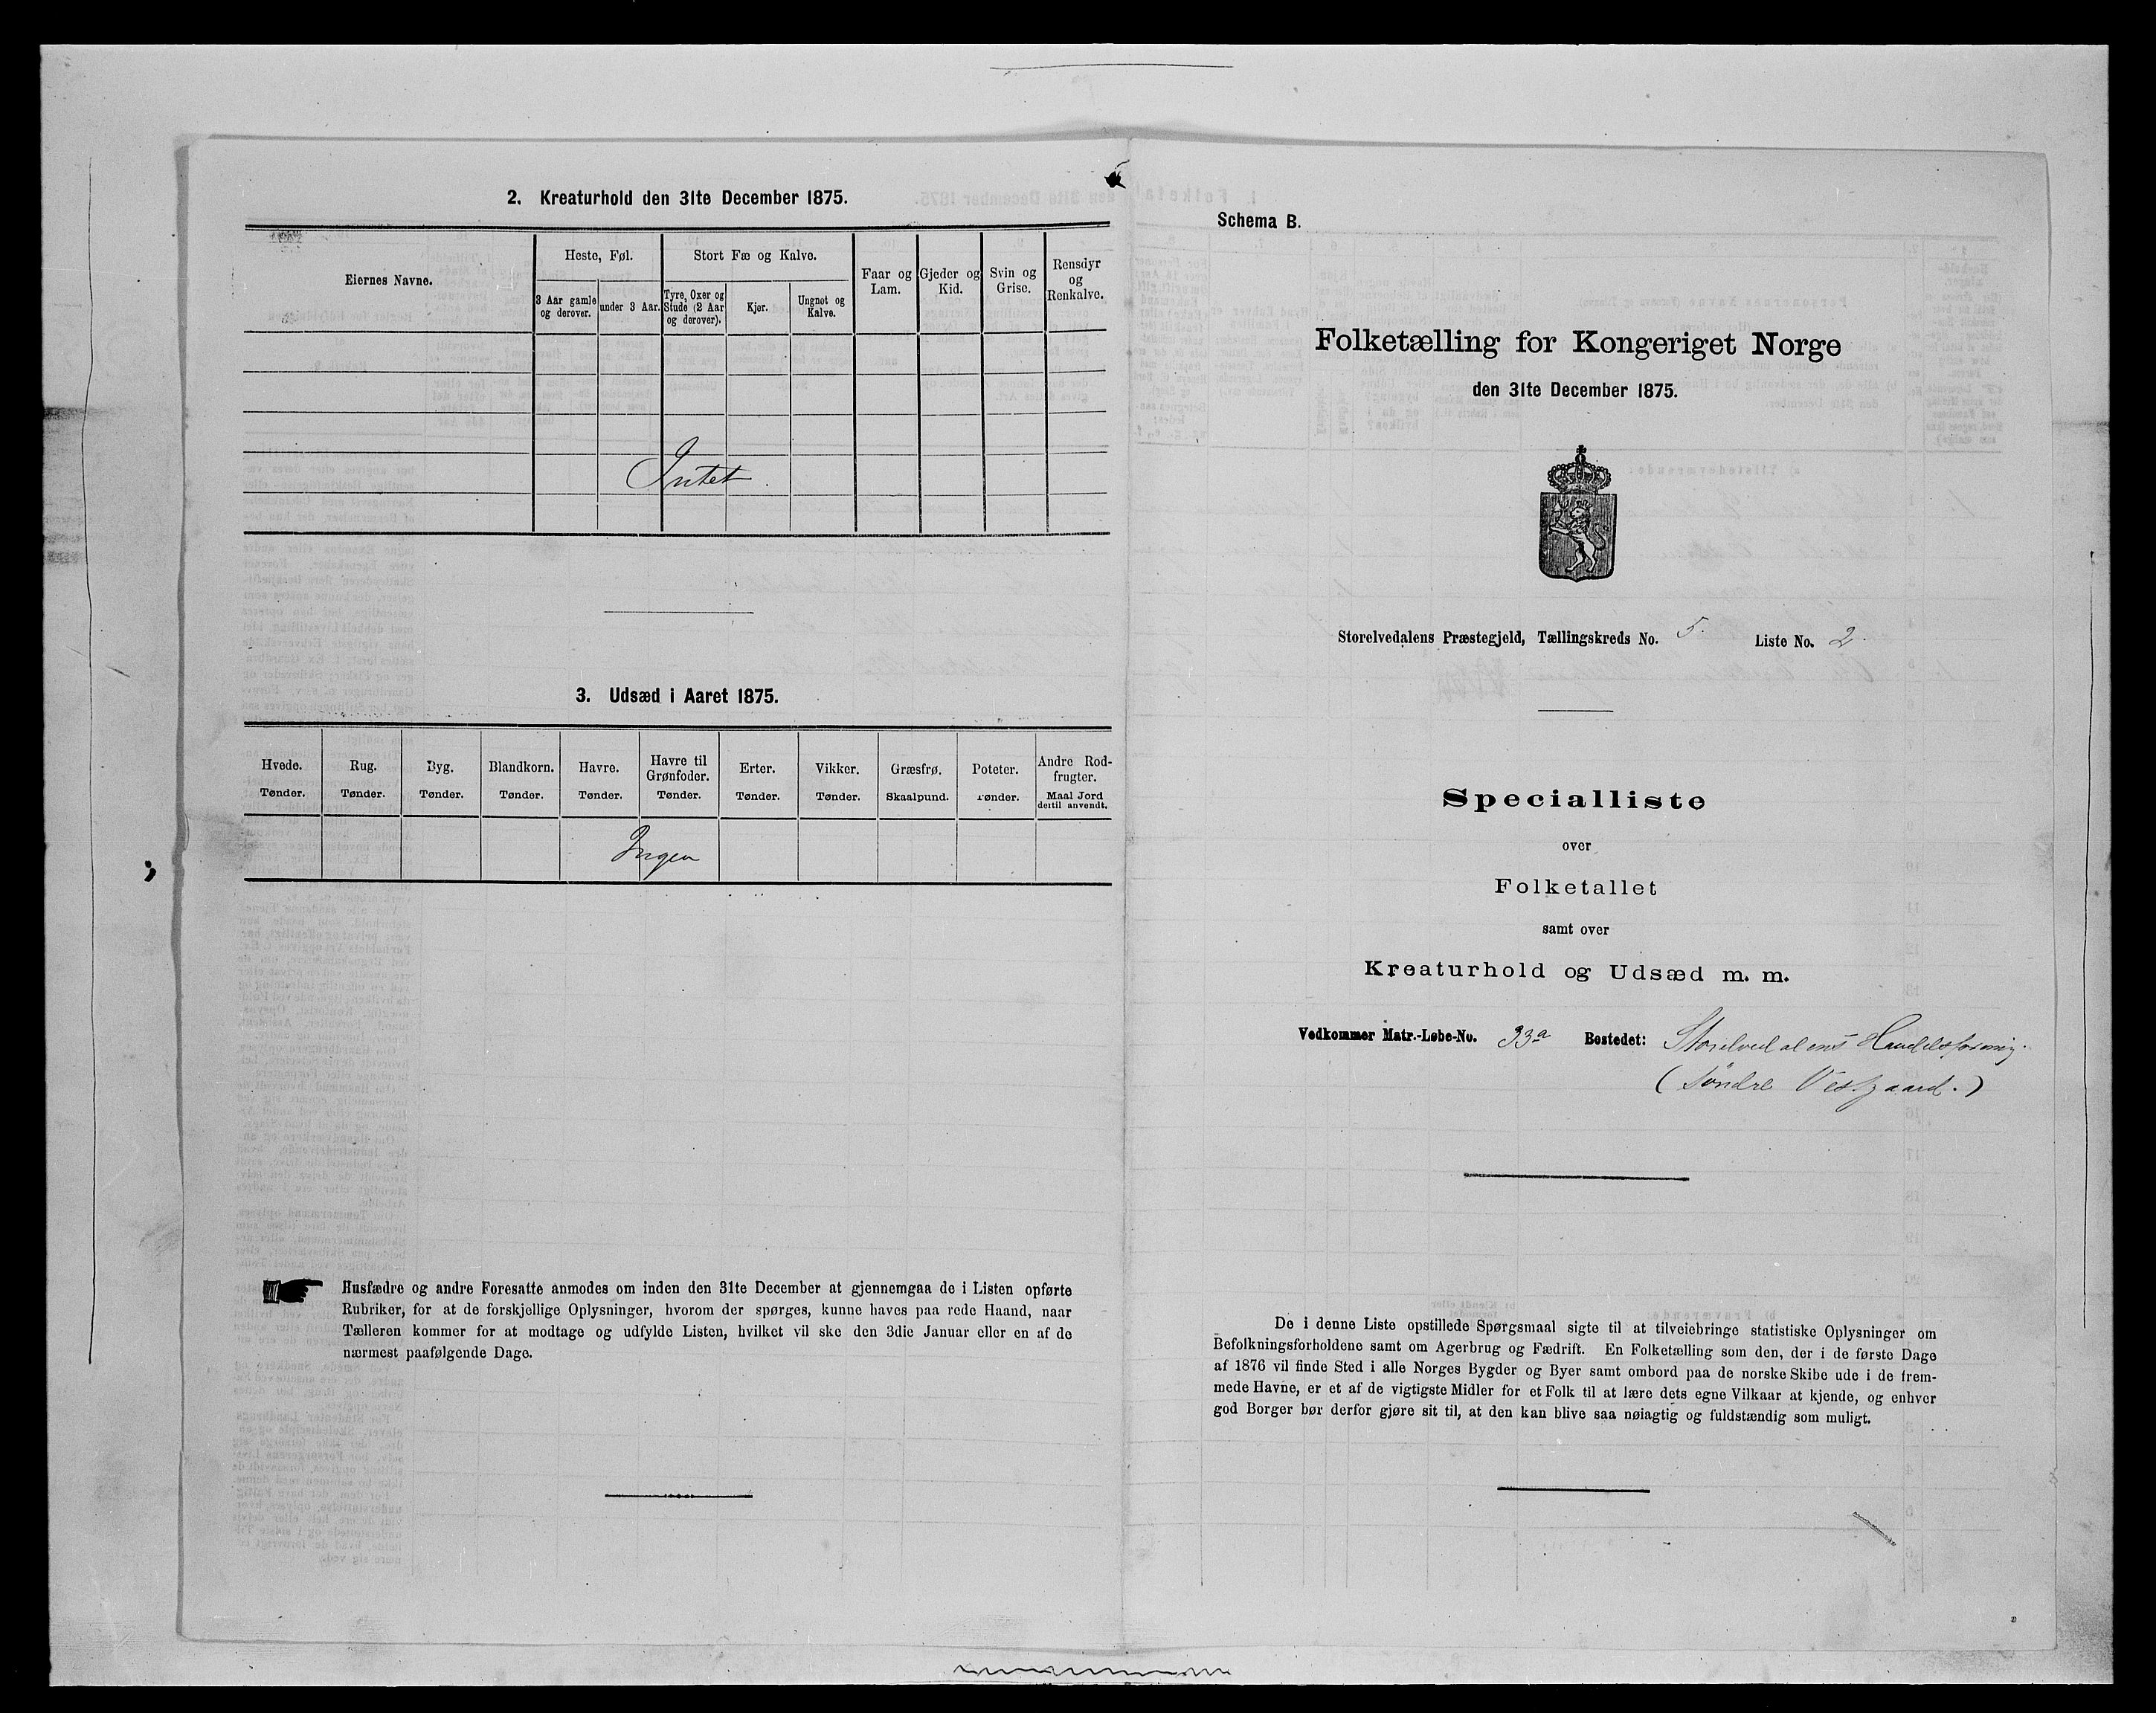 2. Kreaturhold den 31te December 1875.
Eiernes Navne.
Heste, Føl.
3 Aar gamle og derover.
under 3 Aar.
Stort Fæ og Kalve.
Tyre, Oxer og Stude (2 Aar og derover).
Kjør.
Ungnøt og Kalve.
Faar og Lam.
Gjeder og Kid.
Svin og Grise.
Rensdyr og Renkalve.
Intet.
3. Udsæd i Aaret 1875.
Hvede. Tønder.
Rug. Tønder.
Byg. Tønder.
Blandkorn. Tønder.
Havre. Tønder.
Havre til Grønfoder. Tønder.
Erter. Tønder.
Vikker. Tønder.
Græsfrø. Skaalpund.
Poteter. Tønder.
Andre Rodfrugter. Maal Jord dertil anvendt.
Ingen
Husfædre og andre Foresatte anmodes om inden den 31te December at gjennemgaa de i Listen opførte
Rubriker, for at de forskjellige Oplysninger, hvorom der spørges, kunne haves paa rede Haand, naar
Tælleren kommer for at modtage og udfylde Listen, hvilket vil ske den 3die Januar eller en af de
nærmest paafølgende Dage.
Schema B.
Folketælling for Kongeriget Norge
den 31te December 1875.
Storelvedalens Præstegjeld, Tællingskreds No. 5. Liste No. 2.
Specialliste
over
Folketallet
samt over
Kreaturhold og Udsæd m. m.
Vedkommer Matr.-Løbe-No. 33a Bostedet: Storelvedalens Handelsforening.
(Søndre Vestgaard.)
De i denne Liste opstillede Spørgsmaal sigte til at tilveiebringe statistiske Oplysninger om
Befolkningsforholdene samt om Agerbrug og Fædrift. En Folketælling som den, der i de første Dage
af 1876 vil finde Sted i alle Norges Bygder og Byer samt ombord paa de norske Skibe ude i de frem-
mede Havne, er et af de vigtigste Midler for et Folk til at lære dets egne Vilkaar at kjende, og enhver
god Borger bør derfor gjøre sit til, at den kan blive saa nøiagtig og fuldstændig som muligt.